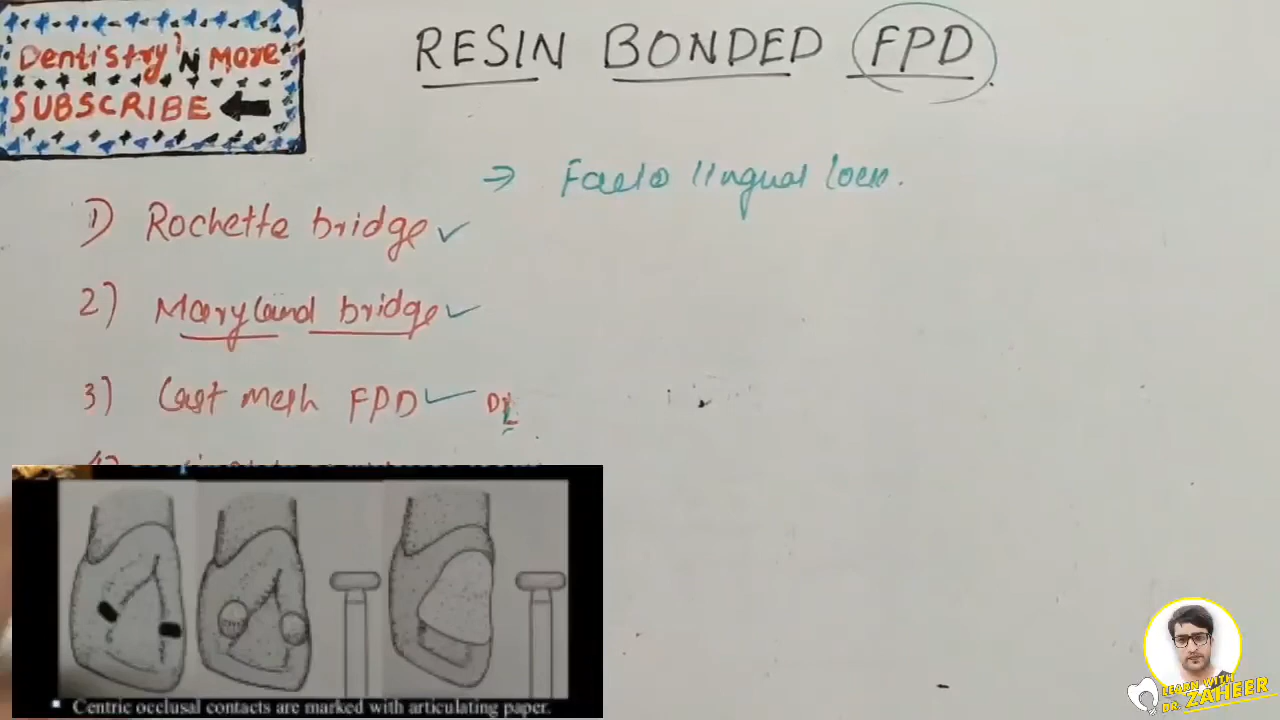 Dentistry'N More
SUBSCRIBE
RESIN BONDED FPD
→ Facio lingual lock.
1) Rochette bridge ✓
2) Maryland bridge ✓
3) Cast mesh FPD ✓
Centric occlusal contacts are marked with articulating paper.
LEARN WITH
DR. ZAHEER